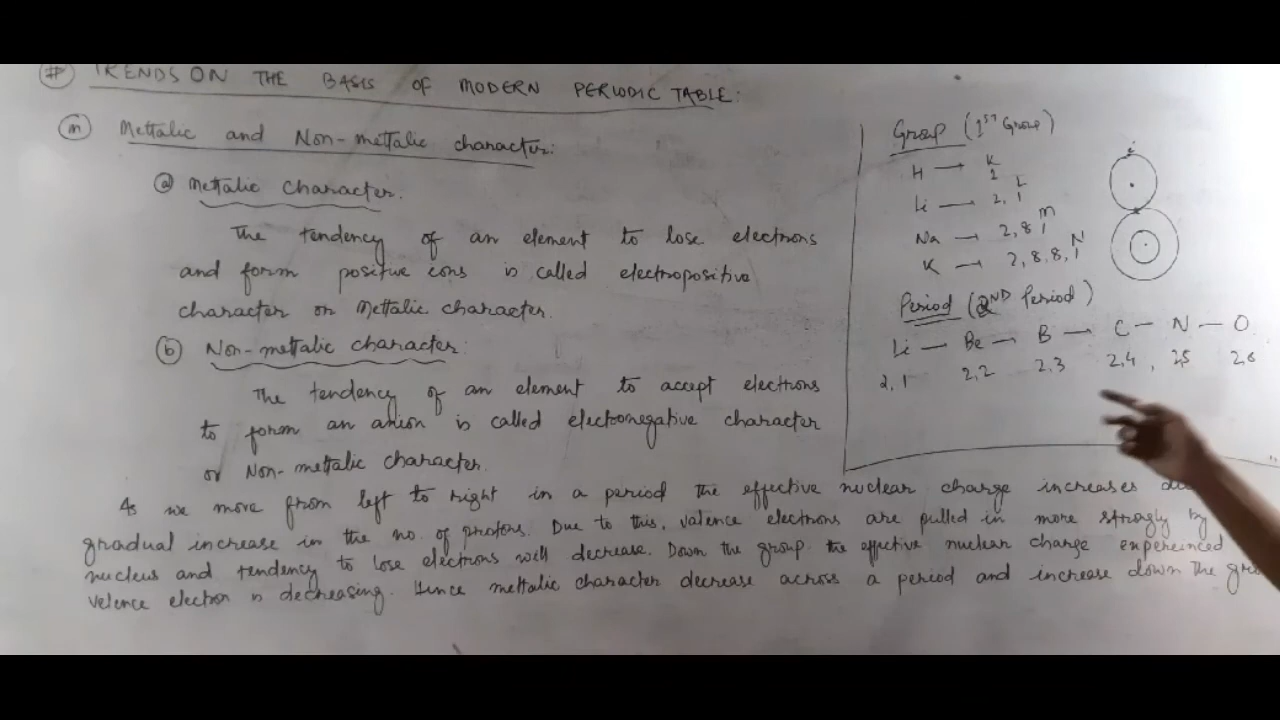 # TRENDS ON THE BASIS OF MODERN PERIODIC TABLE:
m Mettalic and Non-mettalic character:
a Mettalic Character.
The tendency of an element to lose electrons
and form positive ions is called electropositive
character or Mettalic character.
b Non-mettalic character:
The tendency of an element to accept electrons
to form an anion is called electronegative character
or Non-mettalic character.
As we move from left to right in a period the effective nuclear charge increases
gradual increase in the no. of protons. Due to this, valence electrons are pulled in more strongly by
nucleus and tendency to lose electrons will decrease. Down the group the effective nuclear charge experienced
valence electron is decreasing. Hence mettalic character decrease across a period and increase down the
Group (1ST Group)
K
H → 1
L
Li — 2, 1
M
Na → 2, 8, 1
N
K → 2, 8, 8, 1
Period (2ND Period)
Li — Be → B → C — N — O
2, 1 2,2 2,3 2,4 , 2,5 2,6